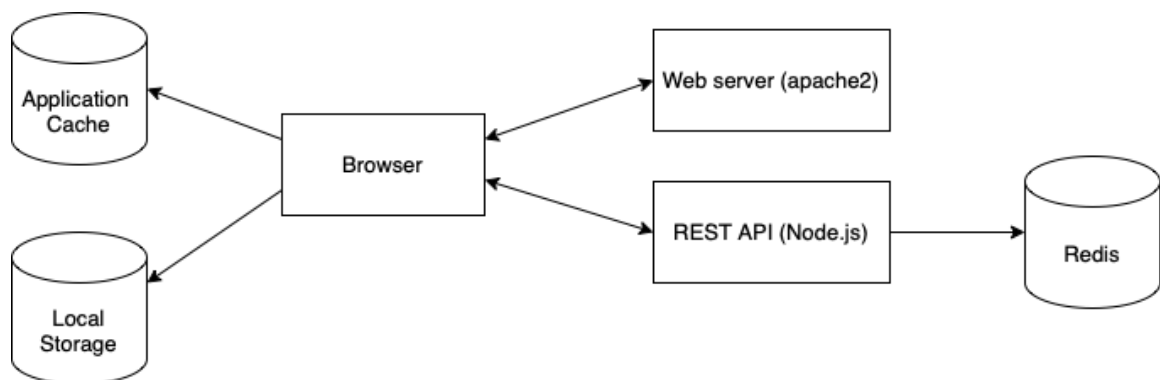 Application
Cache
Browser
Web server (apache2)
REST API (Node.js)
Redis
Local
Storage